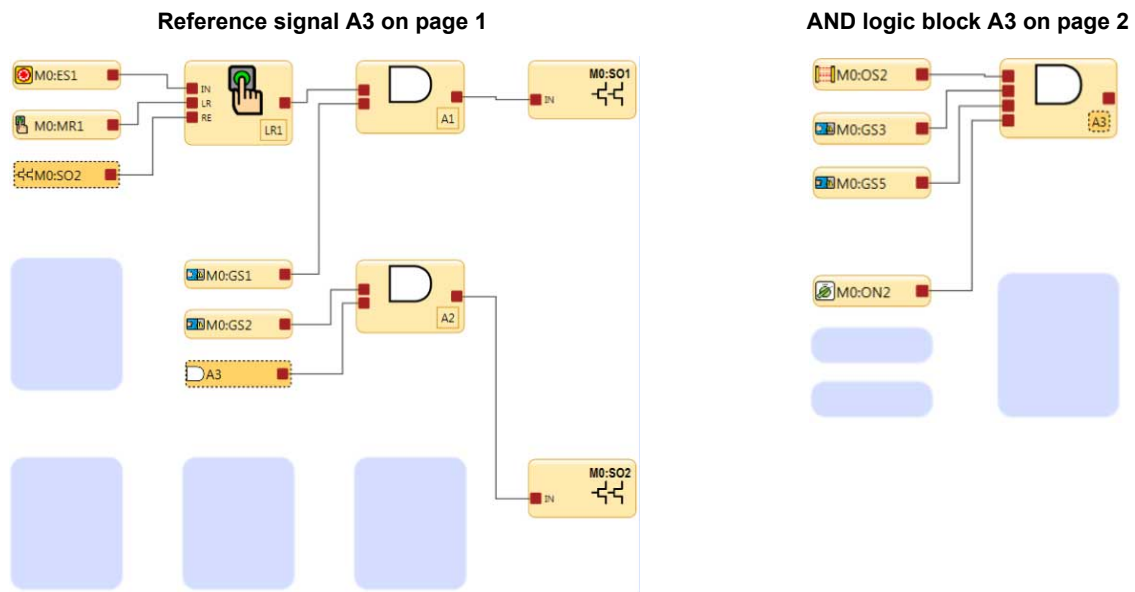 Reference signal A3 on page 1
AND logic block A3 on page 2
M0:ES1
M0:MR1
M0:SO2
IN
LR
RE
LR1
A1
M0:SO1
IN
M0:GS1
M0:GS2
A3
A2
M0:SO2
IN
M0:OS2
M0:GS3
M0:GS5
M0:ON2
A3